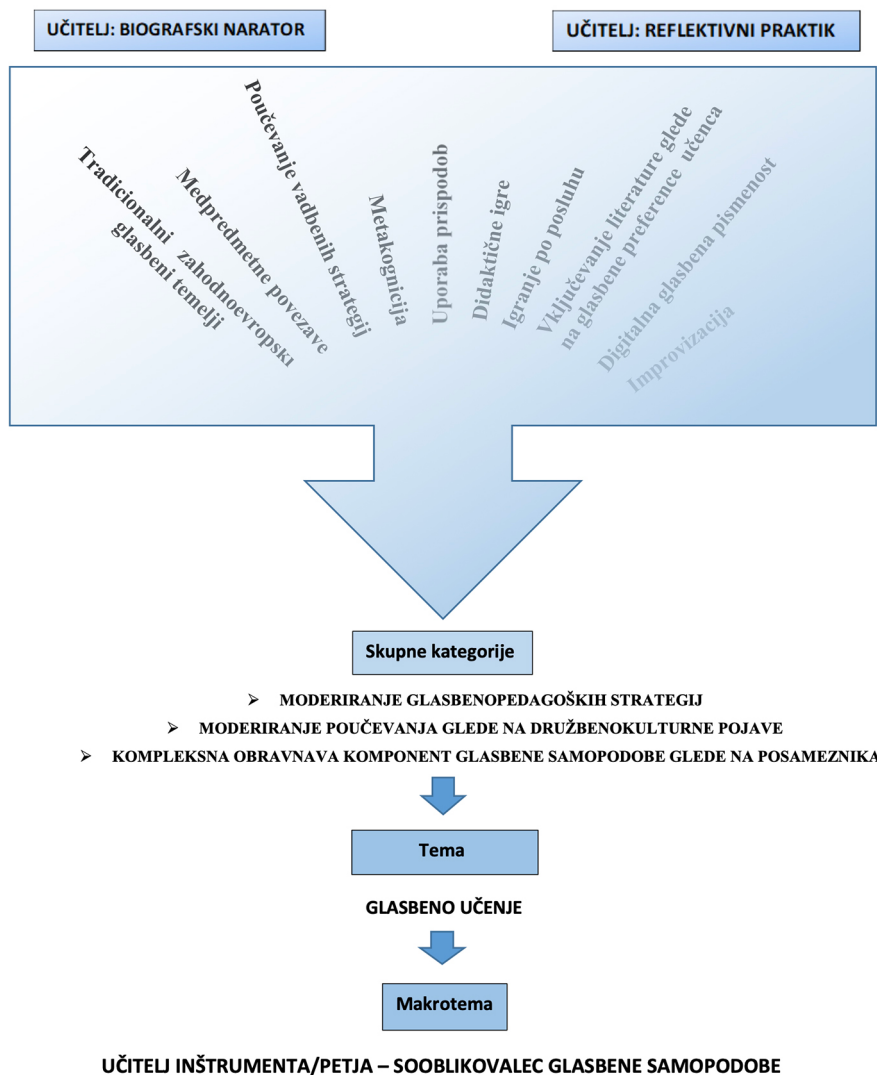 UČITELJ: BIOGRAFSKI NARATOR
UČITELJ: REFLEKTIVNI PRAKTIK
Tradicionalni zahodnoevropski
glasbeni temelji
Medpredmetne povezave
Poučevanje vadbenih strategij
Metakognicija
Uporaba prispodob
Didaktične igre
Igranje po posluhu
Vključevanje literature glede
na glasbene preference učenca
Digitalna glasbena pismenost
Improvizacija
Skupne kategorije
➢ MODERIRANJE GLASBENOPEDAGOŠKIH STRATEGIJ
➢ MODERIRANJE POUČEVANJA GLEDE NA DRUŽBENOKULTURNE POJAVE
➢ KOMPLEKSNA OBRAVNAVA KOMPONENT GLASBENE SAMOPODOBE GLEDE NA POSAMEZNIKA
Tema
GLASBENO UČENJE
Makrotema
UČITELJ INŠTRUMENTA/PETJA – SOOBLIKOVALEC GLASBENE SAMOPODOBE